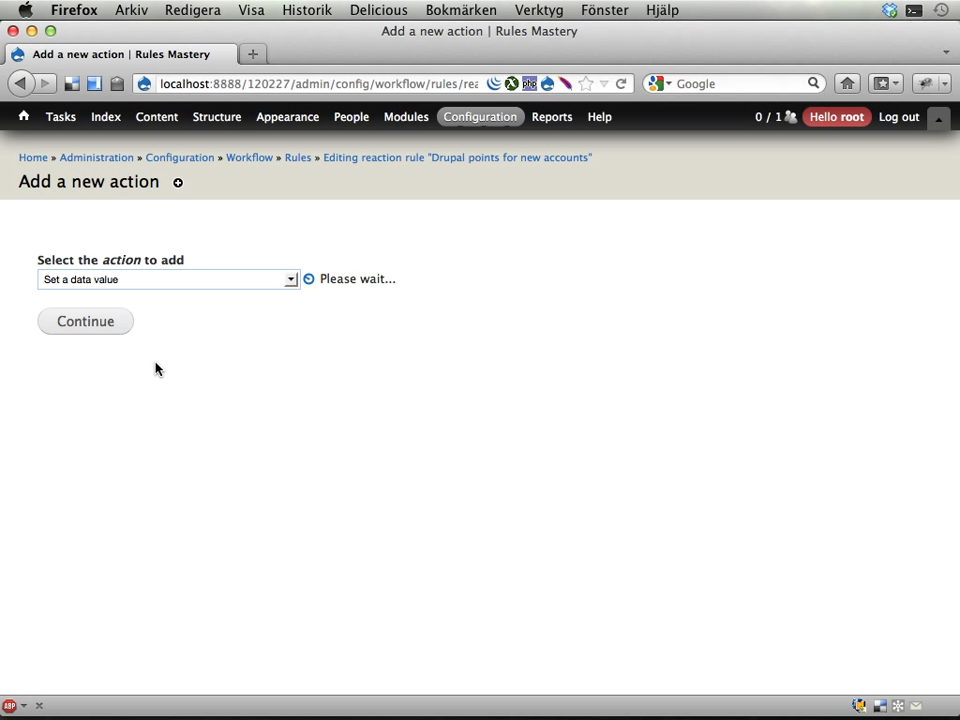 Firefox Arkiv Redigera Visa Historik Delicious Bokmärken Verktyg Fönster Hjälp
Add a new action | Rules Mastery
Add a new action | Rules Mastery
localhost:8888/120227/admin/config/workflow/rules/rea
php
Google
Tasks Index Content Structure Appearance People Modules Configuration Reports Help 0 / 1 Hello root Log out
Home » Administration » Configuration » Workflow » Rules » Editing reaction rule "Drupal points for new accounts"
Add a new action
Select the action to add
Set a data value Please wait...
Continue
ABP